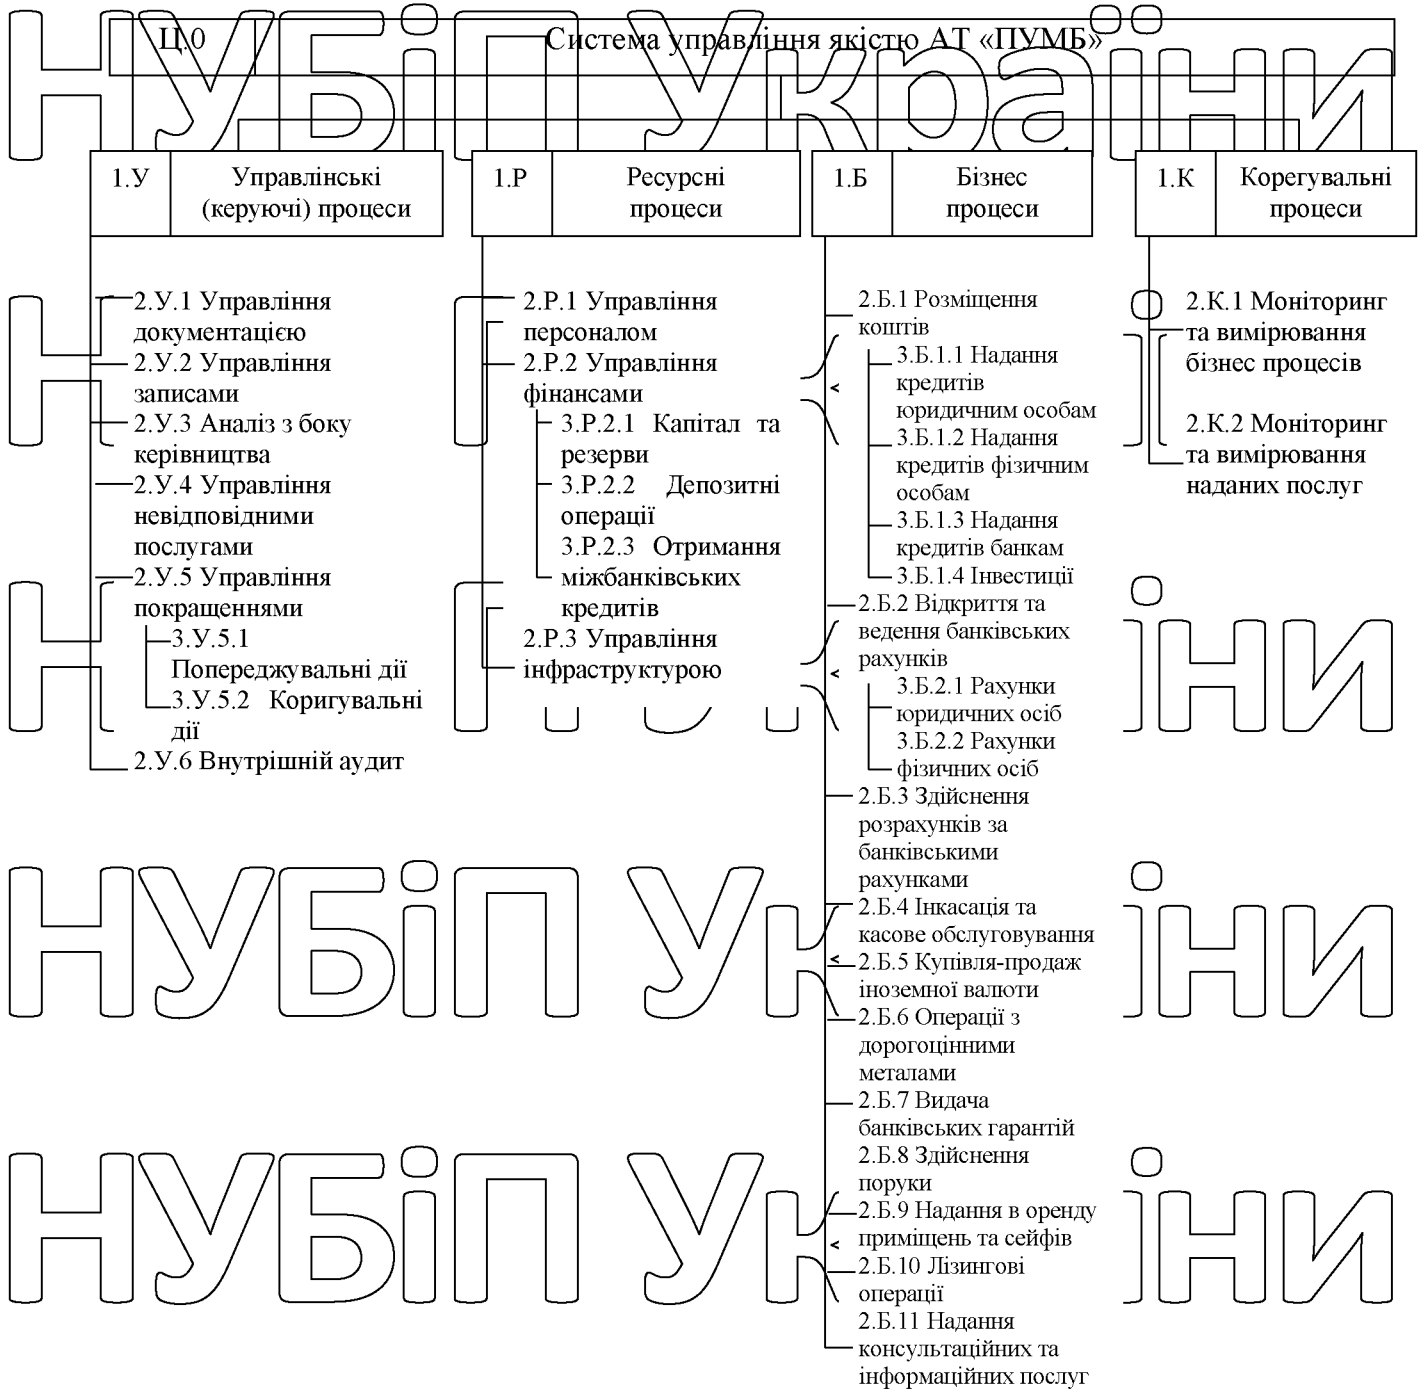 Ц.0 Система управління якістю АТ «ПУМБ»
НУБіП України
1.У Управлінські
(керуючі) процеси
1.Р Ресурсні
процеси
1.Б Бізнес
процеси
1.К Корегувальні
процеси
2.У.1 Управління
документацією
2.У.2 Управління
записами
2.У.3 Аналіз з боку
керівництва
2.У.4 Управління
невідповідними
послугами
2.У.5 Управління
покращеннями
3.У.5.1
Попереджувальні дії
3.У.5.2 Коригувальні
дії
2.У.6 Внутрішній аудит
2.Р.1 Управління
персоналом
2.Р.2 Управління
фінансами
3.Р.2.1 Капітал та
резерви
3.Р.2.2 Депозитні
операції
3.Р.2.3 Отримання
міжбанківських
кредитів
2.Р.3 Управління
інфраструктурою
2.Б.1 Розміщення
коштів
3.Б.1.1 Надання
кредитів
юридичним особам
3.Б.1.2 Надання
кредитів фізичним
особам
3.Б.1.3 Надання
кредитів банкам
3.Б.1.4 Інвестиції
2.Б.2 Відкриття та
ведення банківських
рахунків
3.Б.2.1 Рахунки
юридичних осіб
3.Б.2.2 Рахунки
фізичних осіб
2.Б.3 Здійснення
розрахунків за
банківськими
рахунками
2.Б.4 Інкасація та
касове обслуговування
2.Б.5 Купівля-продаж
іноземної валюти
2.Б.6 Операції з
дорогоцінними
металами
2.Б.7 Видача
банківських гарантій
2.Б.8 Здійснення
поруки
2.Б.9 Надання в оренду
приміщень та сейфів
2.Б.10 Лізингові
операції
2.Б.11 Надання
консультаційних та
інформаційних послуг
2.К.1 Моніторинг
та вимірювання
бізнес процесів
2.К.2 Моніторинг
та вимірювання
наданих послуг
НУБіП
НУБіП